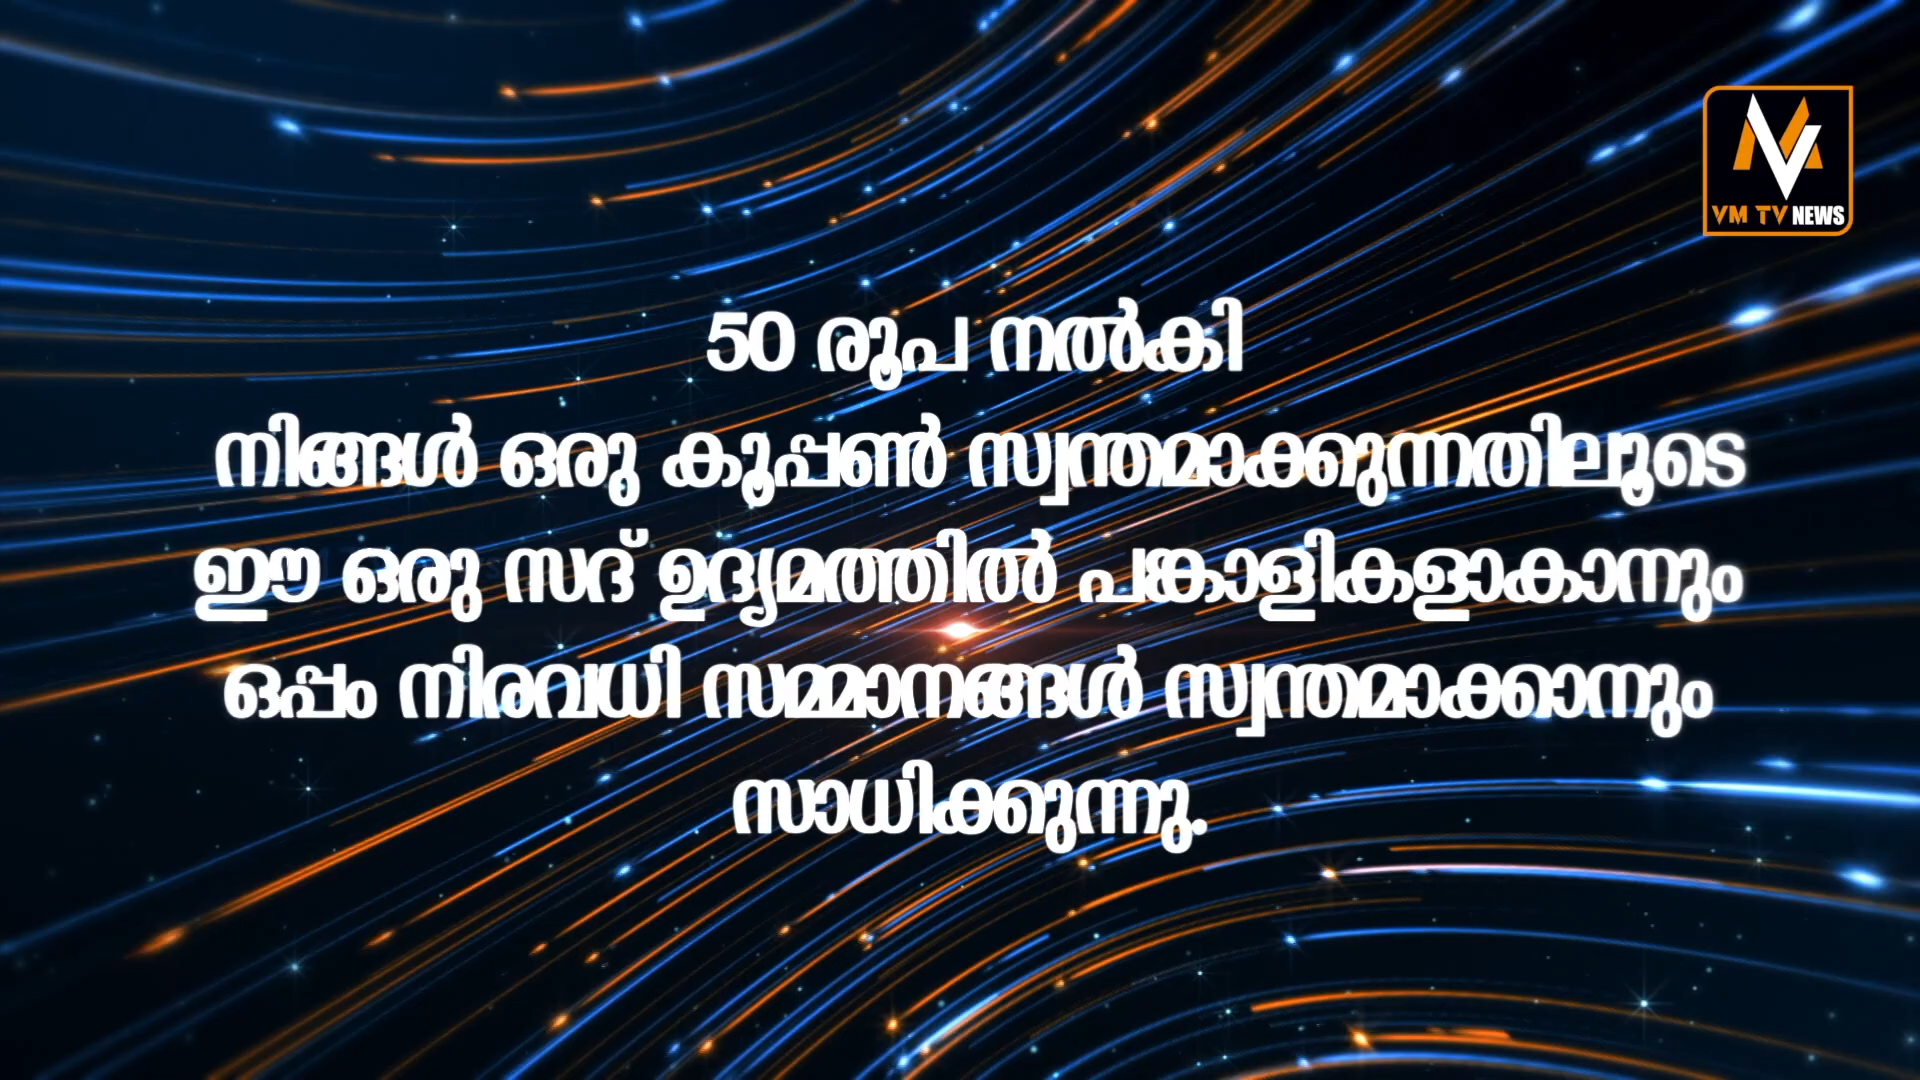 VM TV NEWS
50 രൂപ നൽകി
നിങ്ങൾ ഒരു കൂപ്പൺ സ്വന്തമാക്കുന്നതിലൂടെ
ഈ ഒരു സദ് ഉദ്യമത്തിൽ പങ്കാളികളാകാനും
ഒപ്പം നിരവധി സമ്മാനങ്ങൾ സ്വന്തമാക്കാനും
സാധിക്കുന്നു.